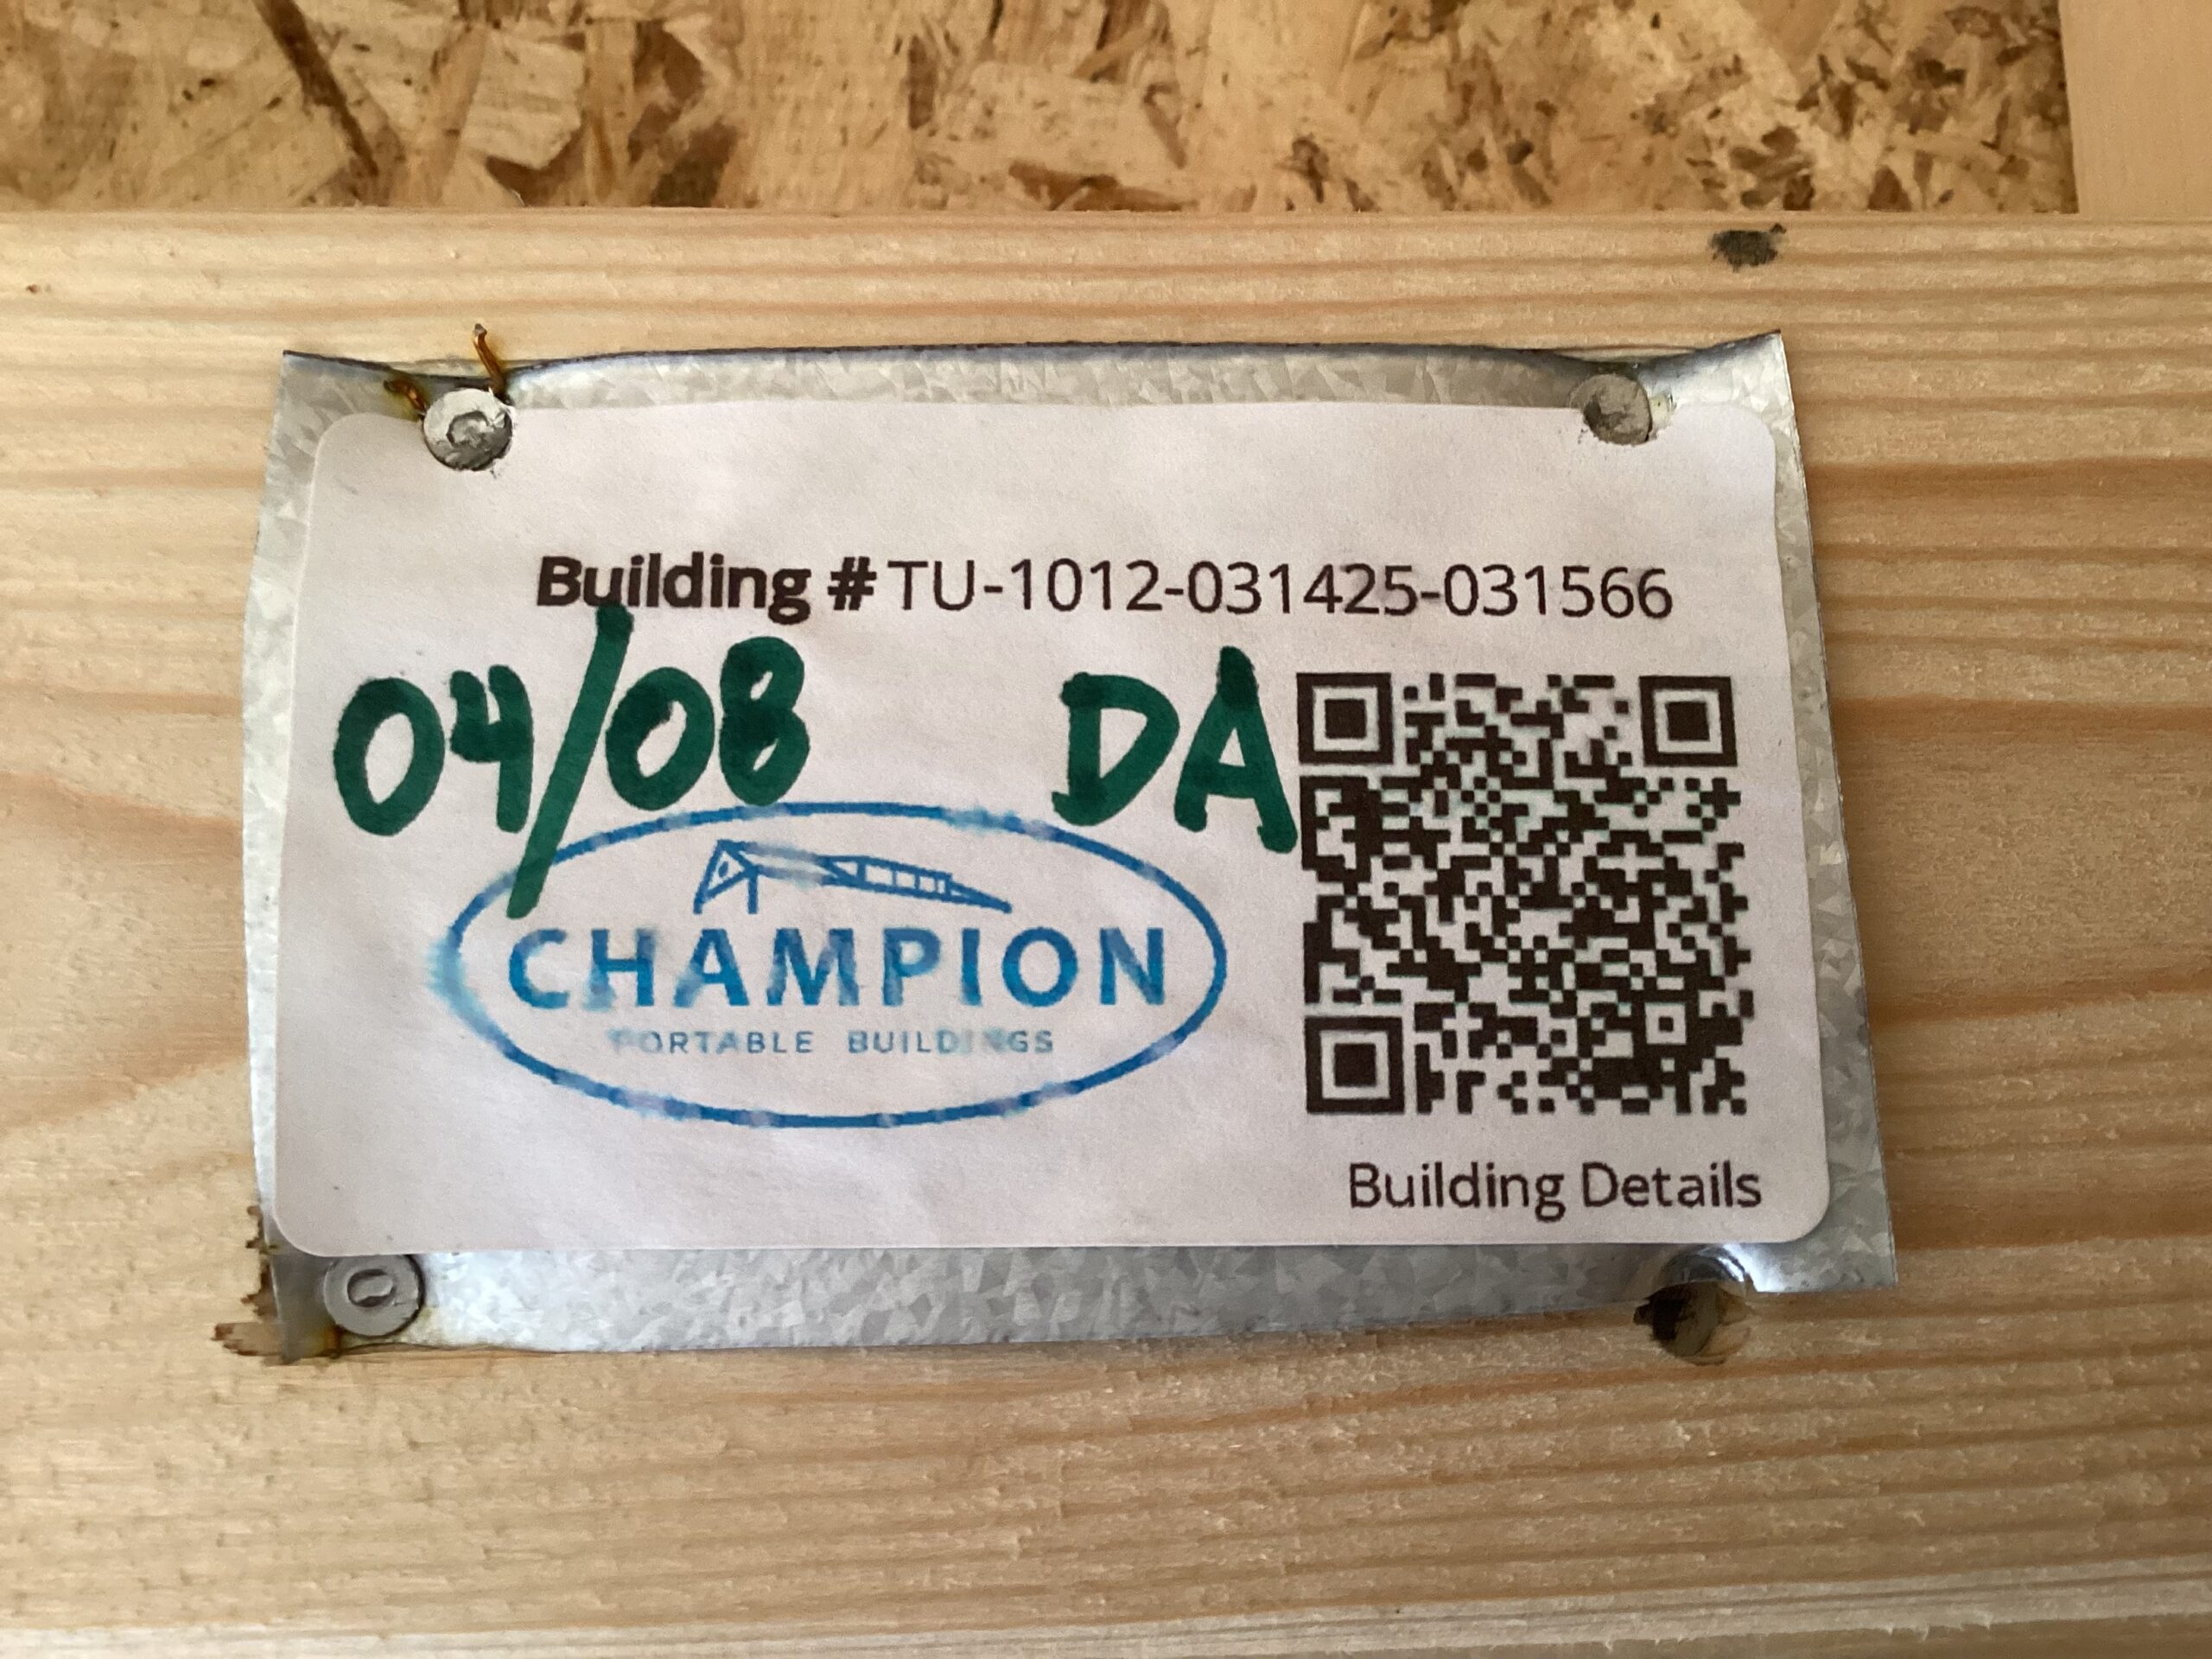 Building # TU-1012-031425-031566
04/08 DA
CHAMPION
PORTABLE BUILDINGS
Building Details